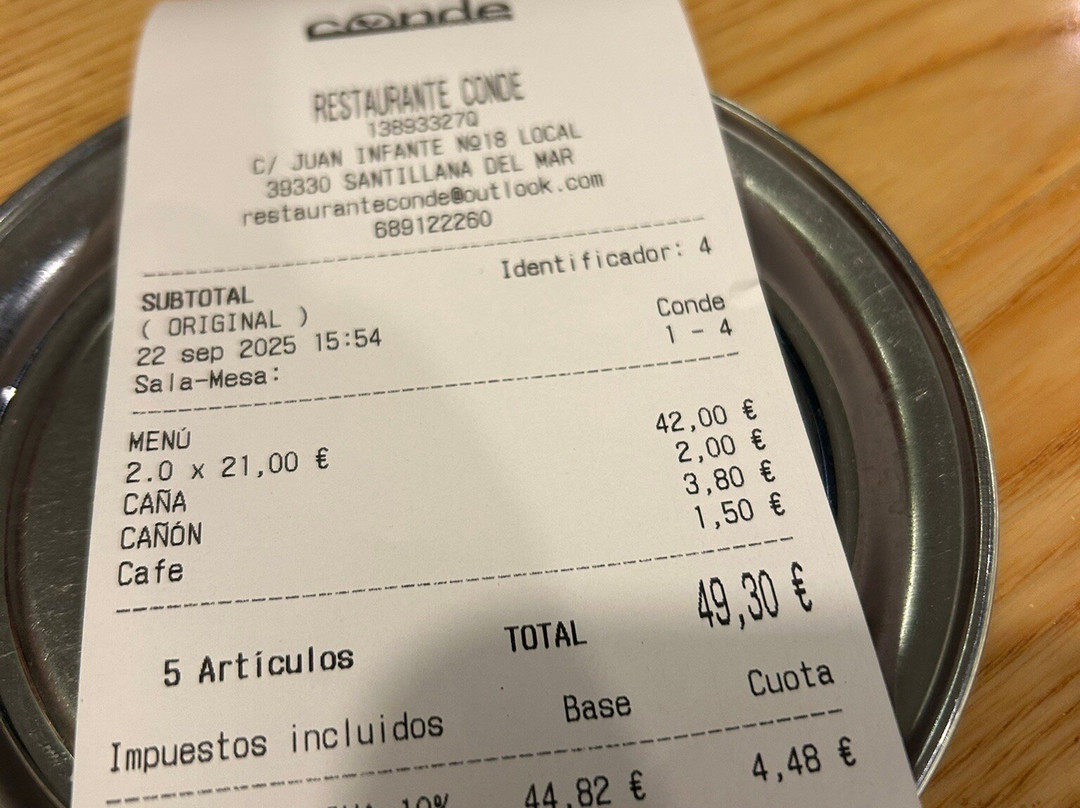 conde
RESTAURANTE CONDE
13893327Q
C/ JUAN INFANTE Nº18 LOCAL
39330 SANTILLANA DEL MAR
restauranteconde@outlook.com
689122260
Identificador: 4
SUBTOTAL
( ORIGINAL ) Conde
22 sep 2025 15:54 1 - 4
Sala-Mesa:
MENÚ
2.0 x 21,00 € 42,00 €
CAÑA 2,00 €
CAÑÓN 3,80 €
Cafe 1,50 €
5 Artículos TOTAL 49,30 €
Impuestos incluidos Base Cuota
10% 44,82 € 4,48 €